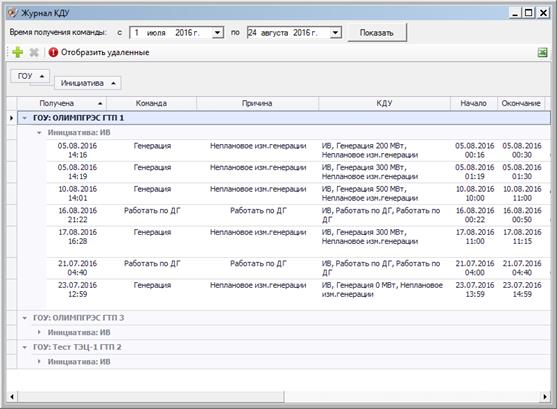 Журнал КДУ
Время получения команды: с 1 июля 2016 г. по 24 августа 2016 г. Показать
Отобразить удаленные
ГОУ
Инициатива
Получена Команда Причина КДУ Начало Окончание
ГОУ: ОЛИМПГРЭС ГТП 1
Инициатива: ИВ
05.08.2016 Генерация Неплановое изм.генерации ИВ, Генерация 200 МВт, 05.08.2016 05.08.2016
14:16 Неплановое изм.генерации 00:16 00:30
05.08.2016 Генерация Неплановое изм.генерации ИВ, Генерация 300 МВт, 05.08.2016 05.08.2016
14:19 Неплановое изм.генерации 01:19 01:30
10.08.2016 Генерация Неплановое изм.генерации ИВ, Генерация 500 МВт, 10.08.2016 10.08.2016
14:01 Неплановое изм.генерации 10:00 11:00
16.08.2016 Работать по ДГ Работать по ДГ ИВ, Работать по ДГ, Работать по 16.08.2016 16.08.2016
21:22 ДГ 00:22 00:50
17.08.2016 Генерация Неплановое изм.генерации ИВ, Генерация 300 МВт, 17.08.2016 17.08.2016
16:28 Неплановое изм.генерации 11:00 11:15
21.07.2016 Работать по ДГ Работать по ДГ ИВ, Работать по ДГ, Работать по 21.07.2016 21.07.2016
04:40 ДГ 04:00 04:40
23.07.2016 Генерация Неплановое изм.генерации ИВ, Генерация 0 МВт, Неплановое 23.07.2016 23.07.2016
12:59 изм.генерации 13:59 14:59
ГОУ: ОЛИМПГРЭС ГТП 3
Инициатива: ИВ
ГОУ: Тест ТЭЦ-1 ГТП 2
Инициатива: ИВ